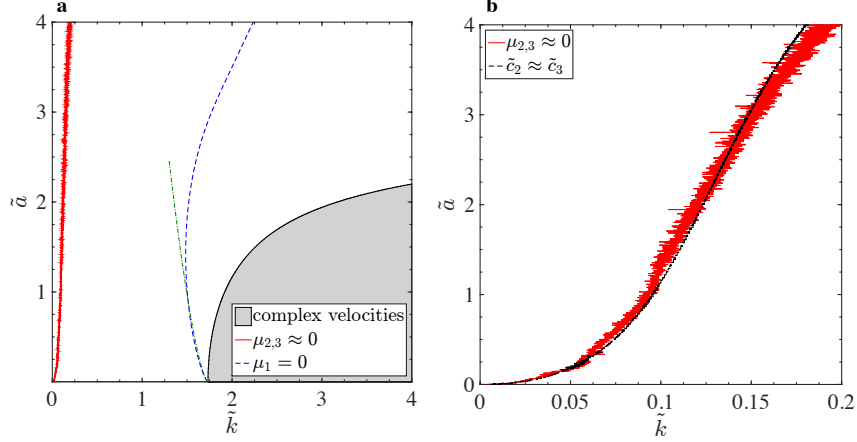 a
4
3
2
1
ã
0
1
2
3
4
k̃
complex velocities
μ₂,₃ ≈ 0
μ₁ = 0
b
4
3
2
1
0
ã
0
0.05
0.1
0.15
0.2
k̃
μ₂,₃ ≈ 0
c̃₂ ≈ c̃₃